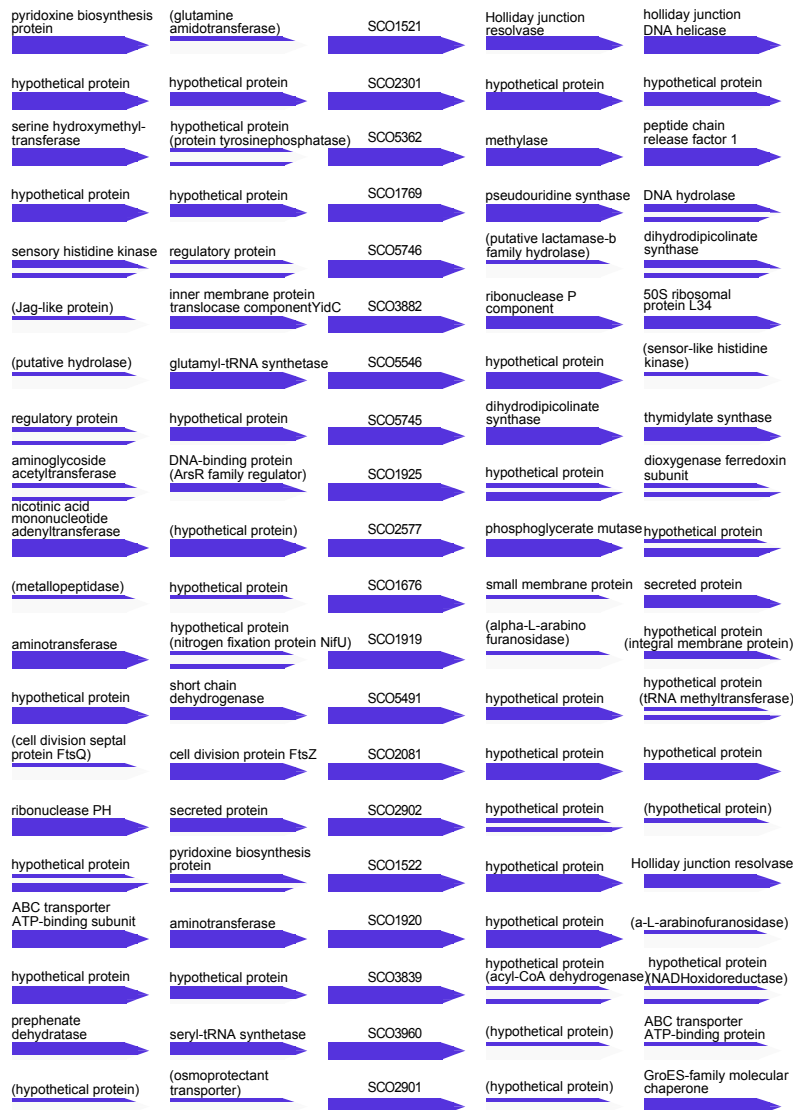 pyridoxine biosynthesis
protein
(glutamine
amidotransferase)
SCO1521
Holliday junction
resolvase
holliday junction
DNA helicase
hypothetical protein
hypothetical protein
SCO2301
hypothetical protein
hypothetical protein
serine hydroxymethyl-
transferase
hypothetical protein
(protein tyrosinephosphatase)
SCO5362
methylase
peptide chain
release factor 1
hypothetical protein
hypothetical protein
SCO1769
pseudouridine synthase
DNA hydrolase
sensory histidine kinase
regulatory protein
SCO5746
(putative lactamase-b
family hydrolase)
dihydrodipicolinate
synthase
(Jag-like protein)
inner membrane protein
translocase componentYidC
SCO3882
ribonuclease P
component
50S ribosomal
protein L34
(putative hydrolase)
glutamyl-tRNA synthetase
SCO5546
hypothetical protein
(sensor-like histidine
kinase)
regulatory protein
hypothetical protein
SCO5745
dihydrodipicolinate
synthase
thymidylate synthase
aminoglycoside
acetyltransferase
DNA-binding protein
(ArsR family regulator)
SCO1925
hypothetical protein
dioxygenase ferredoxin
subunit
nicotinic acid
mononucleotide
adenyltransferase
(hypothetical protein)
SCO2577
phosphoglycerate mutase
hypothetical protein
(metallopeptidase)
hypothetical protein
SCO1676
small membrane protein
secreted protein
aminotransferase
hypothetical protein
(nitrogen fixation protein NifU)
SCO1919
(alpha-L-arabino
furanosidase)
hypothetical protein
(integral membrane protein)
hypothetical protein
short chain
dehydrogenase
SCO5491
hypothetical protein
hypothetical protein
(tRNA methyltransferase)
(cell division septal
protein FtsQ)
cell division protein FtsZ
SCO2081
hypothetical protein
hypothetical protein
ribonuclease PH
secreted protein
SCO2902
hypothetical protein
(hypothetical protein)
hypothetical protein
pyridoxine biosynthesis
protein
SCO1522
hypothetical protein
Holliday junction resolvase
ABC transporter
ATP-binding subunit
aminotransferase
SCO1920
hypothetical protein
(a-L-arabinofuranosidase)
hypothetical protein
hypothetical protein
SCO3839
hypothetical protein
(acyl-CoA dehydrogenase)
hypothetical protein
(NADHoxidoreductase)
prephenate
dehydratase
seryl-tRNA synthetase
SCO3960
(hypothetical protein)
ABC transporter
ATP-binding protein
(hypothetical protein)
(osmoprotectant
transporter)
SCO2901
(hypothetical protein)
GroES-family molecular
chaperone